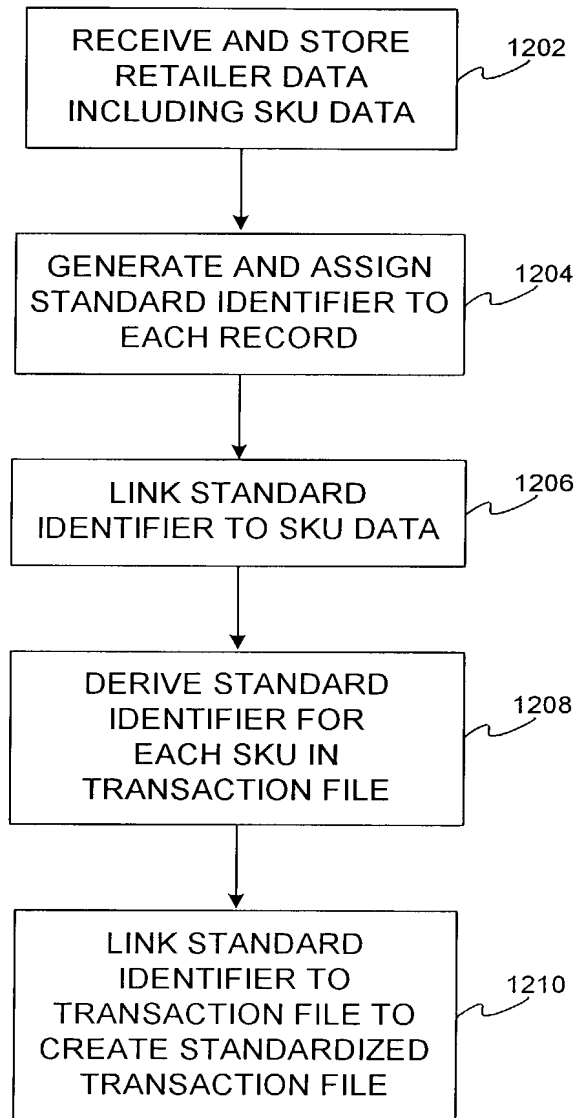 RECEIVE AND STORE
RETAILER DATA
INCLUDING SKU DATA
1202
GENERATE AND ASSIGN
STANDARD IDENTIFIER TO
EACH RECORD
1204
LINK STANDARD
IDENTIFIER TO SKU DATA
1206
DERIVE STANDARD
IDENTIFIER FOR
EACH SKU IN
TRANSACTION FILE
1208
LINK STANDARD
IDENTIFIER TO
TRANSACTION FILE TO
CREATE STANDARDIZED
TRANSACTION FILE
1210